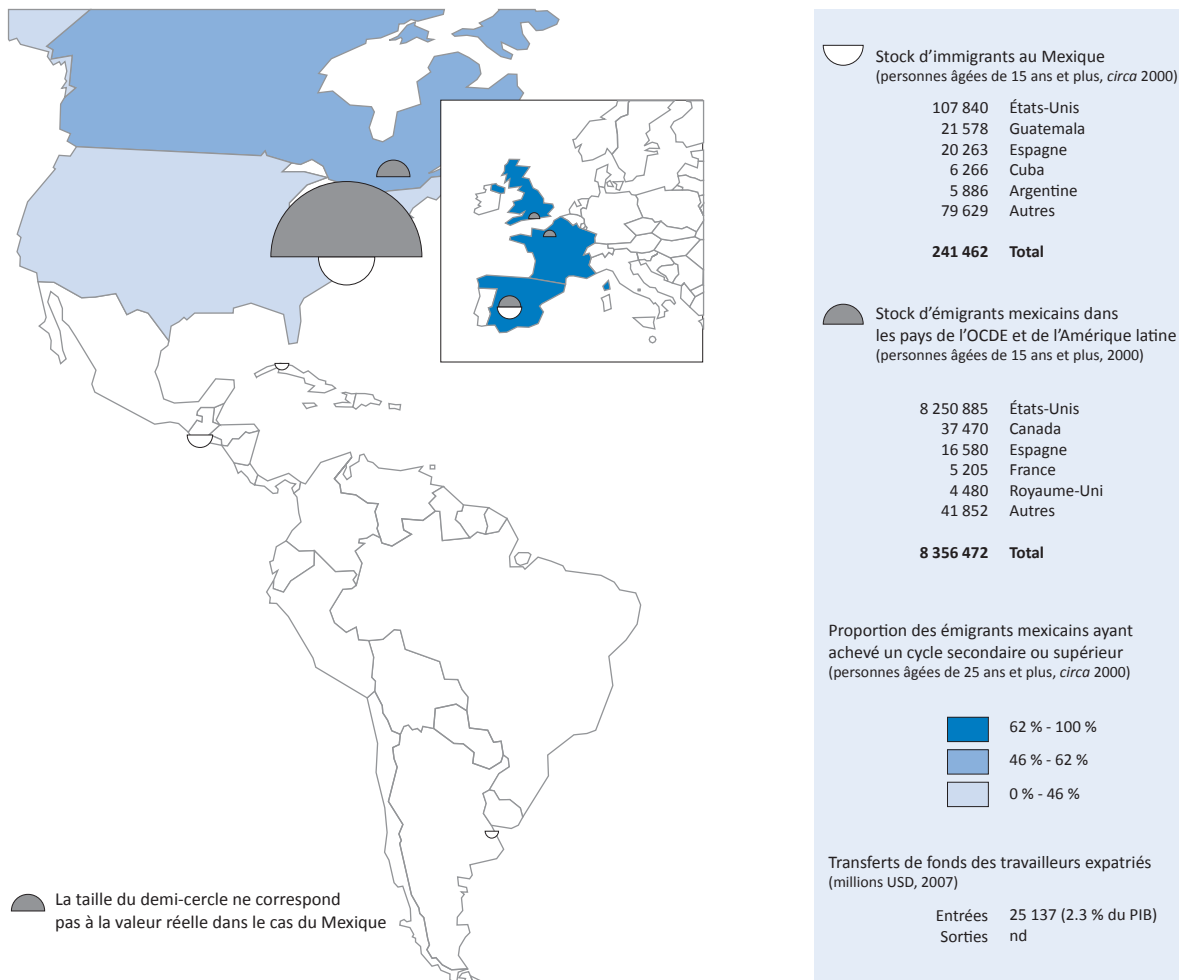 Stock d'immigrants au Mexique
(personnes âgées de 15 ans et plus, circa 2000)
107 840 États-Unis
21 578 Guatemala
20 263 Espagne
6 266 Cuba
5 886 Argentine
79 629 Autres
241 462 Total
Stock d'émigrants mexicains dans
les pays de l'OCDE et de l'Amérique latine
(personnes âgées de 15 ans et plus, 2000)
8 250 885 États-Unis
37 470 Canada
16 580 Espagne
5 205 France
4 480 Royaume-Uni
41 852 Autres
8 356 472 Total
Proportion des émigrants mexicains ayant
achevé un cycle secondaire ou supérieur
(personnes âgées de 25 ans et plus, circa 2000)
62 % - 100 %
46 % - 62 %
0 % - 46 %
Transferts de fonds des travailleurs expatriés
(millions USD, 2007)
Entrées 25 137 (2.3 % du PIB)
Sorties nd
La taille du demi-cercle ne correspond
pas à la valeur réelle dans le cas du Mexique